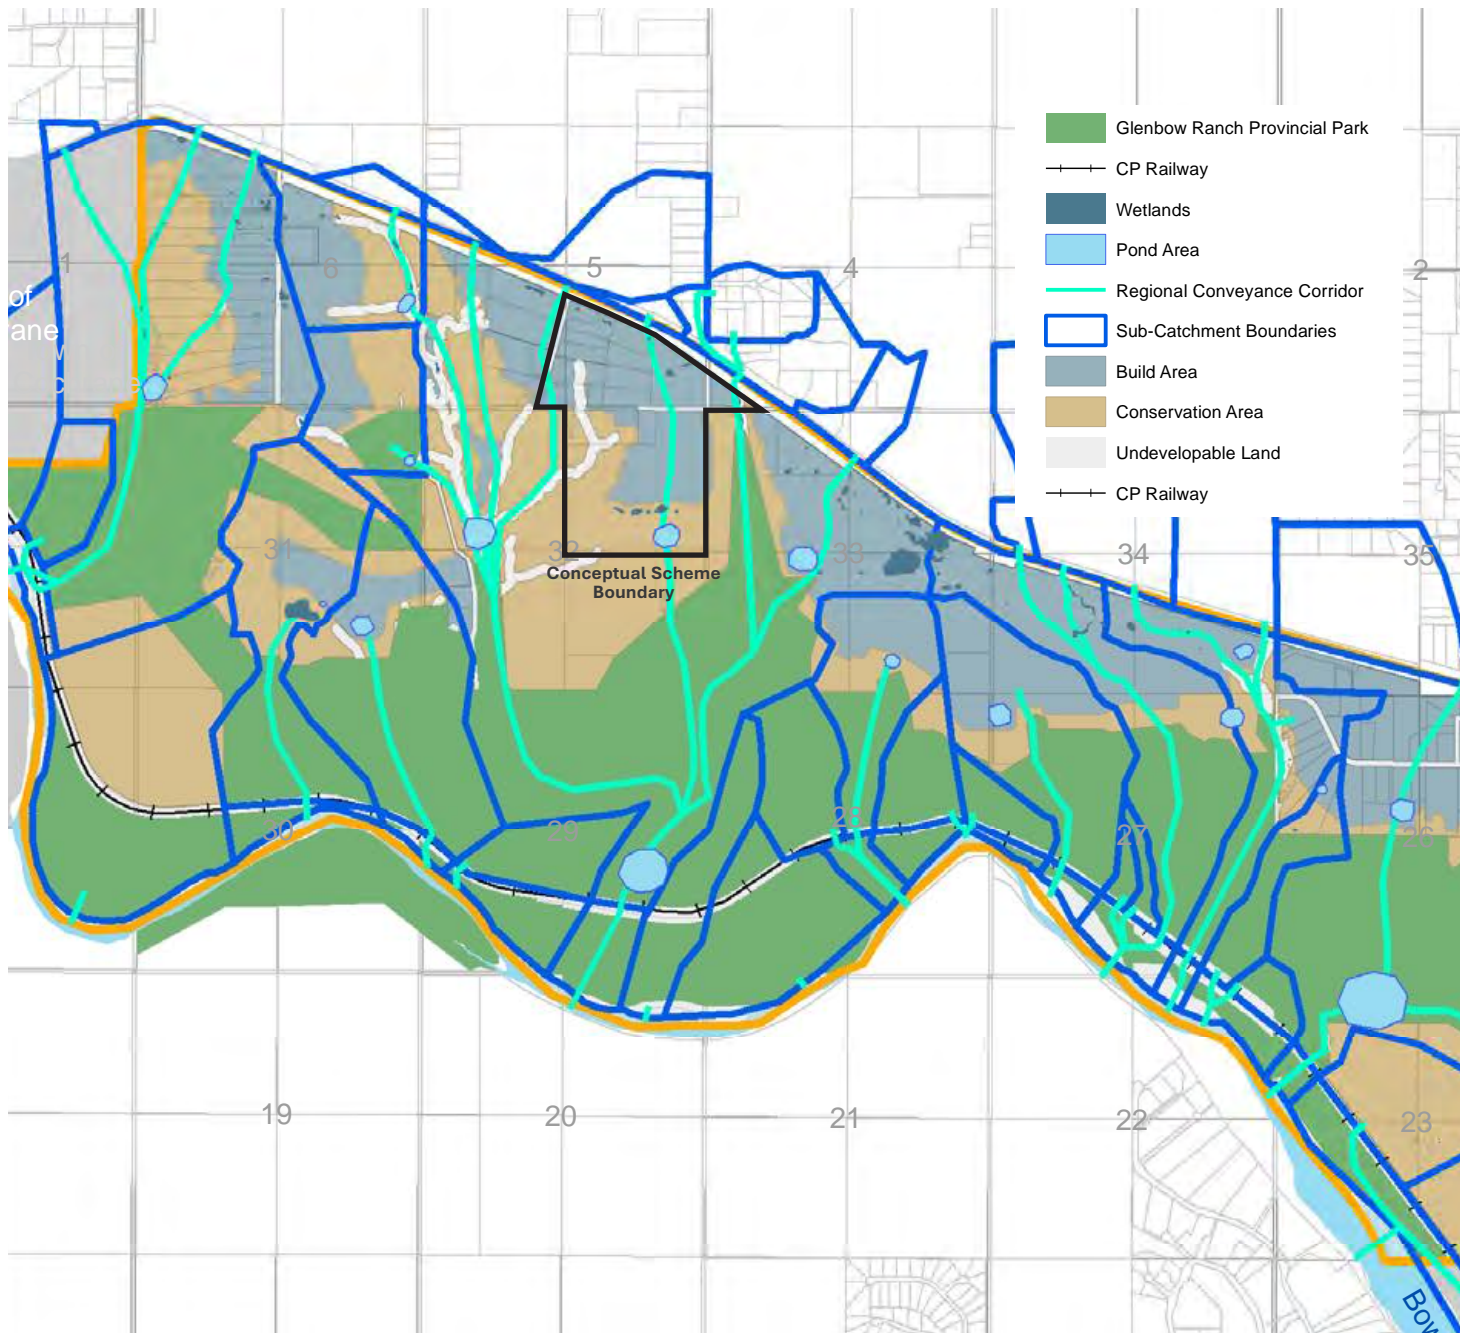 Glenbow Ranch Provincial Park
CP Railway
Wetlands
Pond Area
Regional Conveyance Corridor
Sub-Catchment Boundaries
Build Area
Conservation Area
Undevelopable Land
CP Railway
1
6
5
4
2
of
ane
31
32
33
34
35
Conceptual Scheme
Boundary
30
29
28
27
26
19
20
21
22
23
Bow